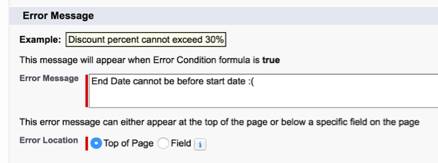 Error Message
Example: Discount percent cannot exceed 30%
This message will appear when Error Condition formula is true
Error Message End Date cannot be before start date :(
This error message can either appear at the top of the page or below a specific field on the page
Error Location Top of Page Field i